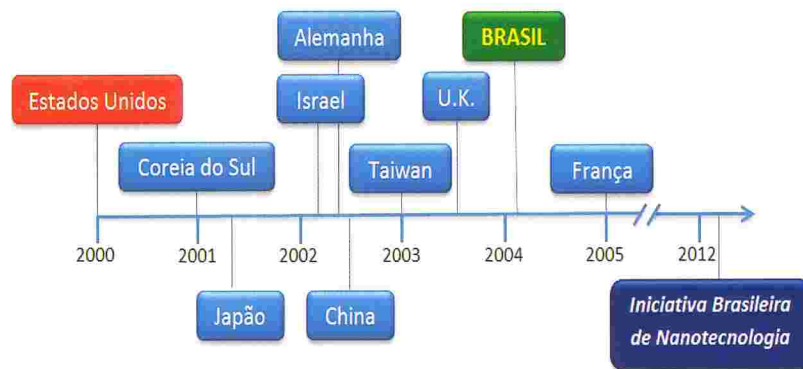 Alemanha
BRASIL
Estados Unidos
Israel
U.K.
Coreia do Sul
Taiwan
França
2000
2001
2002
2003
2004
2005
2012
Japão
China
Iniciativa Brasileira
de Nanotecnologia